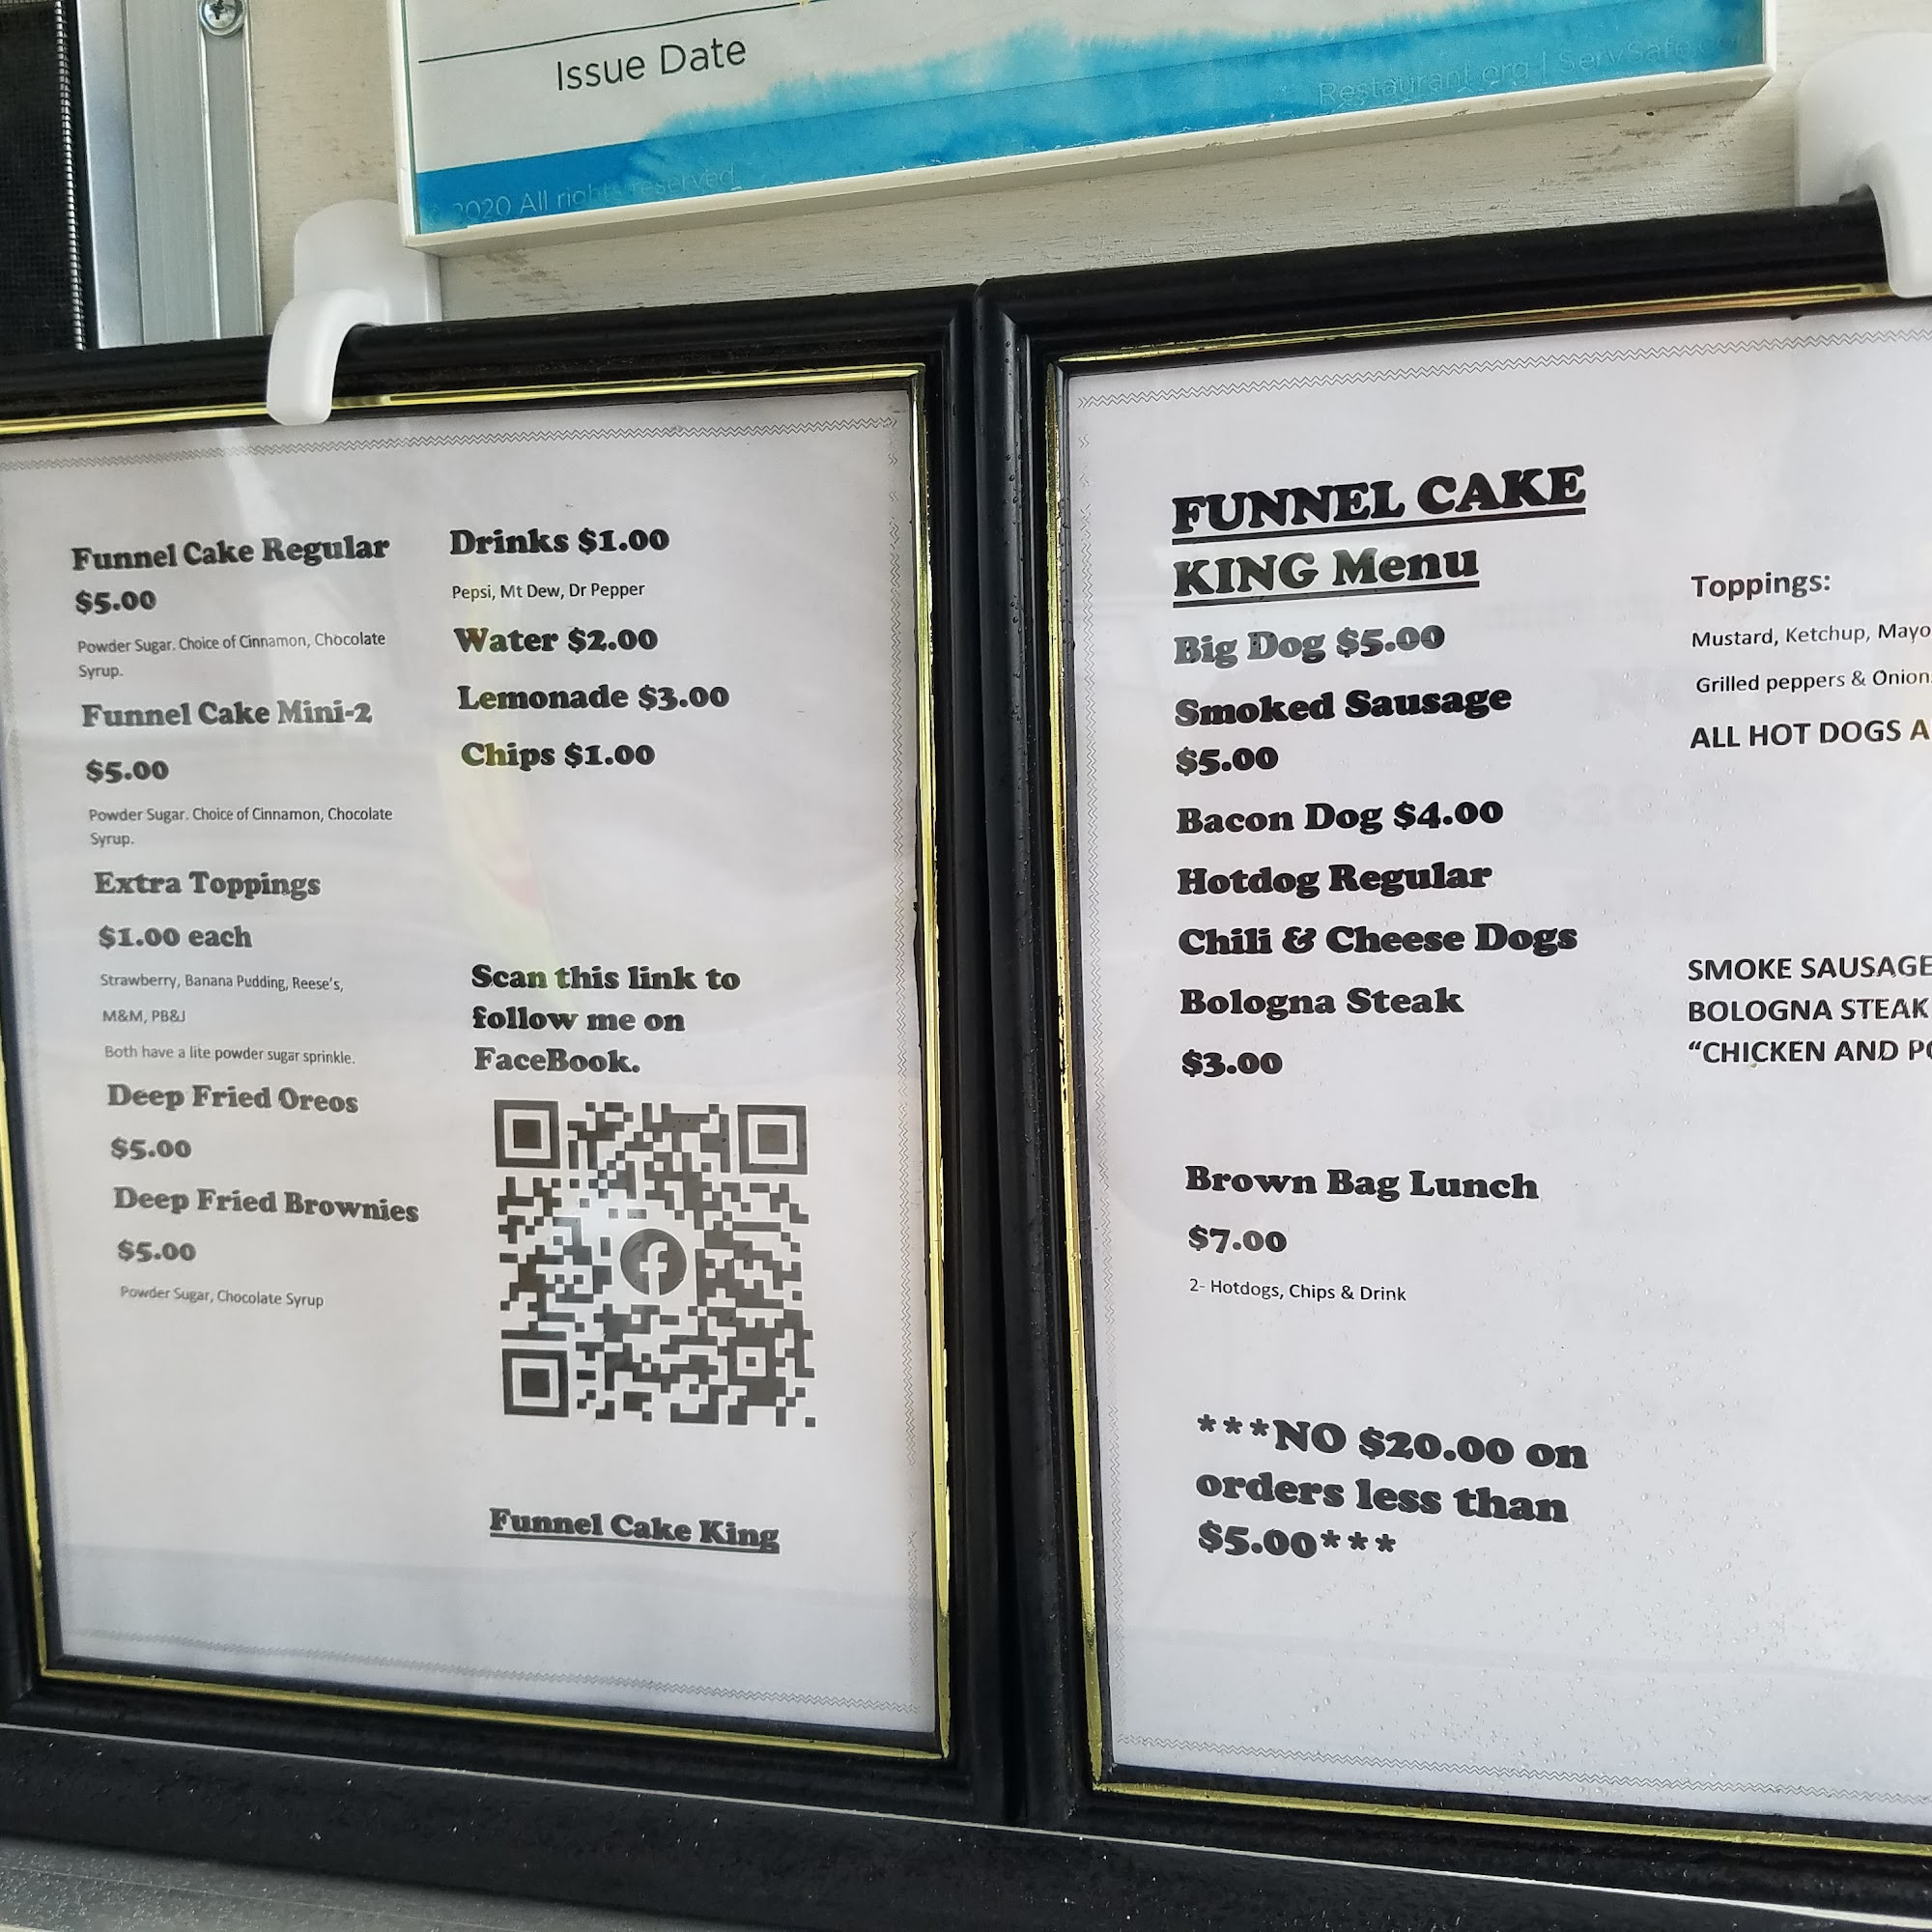 Issue Date
Restaurant.org | ServSafe
2020 All rights reserved.
Funnel Cake Regular
$5.00
Powder Sugar. Choice of Cinnamon, Chocolate
Syrup.
Funnel Cake Mini-2
$5.00
Powder Sugar. Choice of Cinnamon, Chocolate
Syrup.
Extra Toppings
$1.00 each
Strawberry, Banana Pudding, Reese's,
M&M, PB&J
Both have a lite powder sugar sprinkle.
Deep Fried Oreos
$5.00
Deep Fried Brownies
$5.00
Powder Sugar, Chocolate Syrup
Drinks $1.00
Pepsi, Mt Dew, Dr Pepper
Water $2.00
Lemonade $3.00
Chips $1.00
Scan this link to
follow me on
FaceBook.
Funnel Cake King
FUNNEL CAKE
KING Menu
Big Dog $5.00
Smoked Sausage
$5.00
Bacon Dog $4.00
Hotdog Regular
Chili & Cheese Dogs
Bologna Steak
$3.00
Brown Bag Lunch
$7.00
2- Hotdogs, Chips & Drink
***NO $20.00 on
orders less than
$5.00***
Toppings:
Mustard, Ketchup, Mayo
Grilled peppers & Onion
ALL HOT DOGS A
SMOKE SAUSAGE
BOLOGNA STEAK
"CHICKEN AND